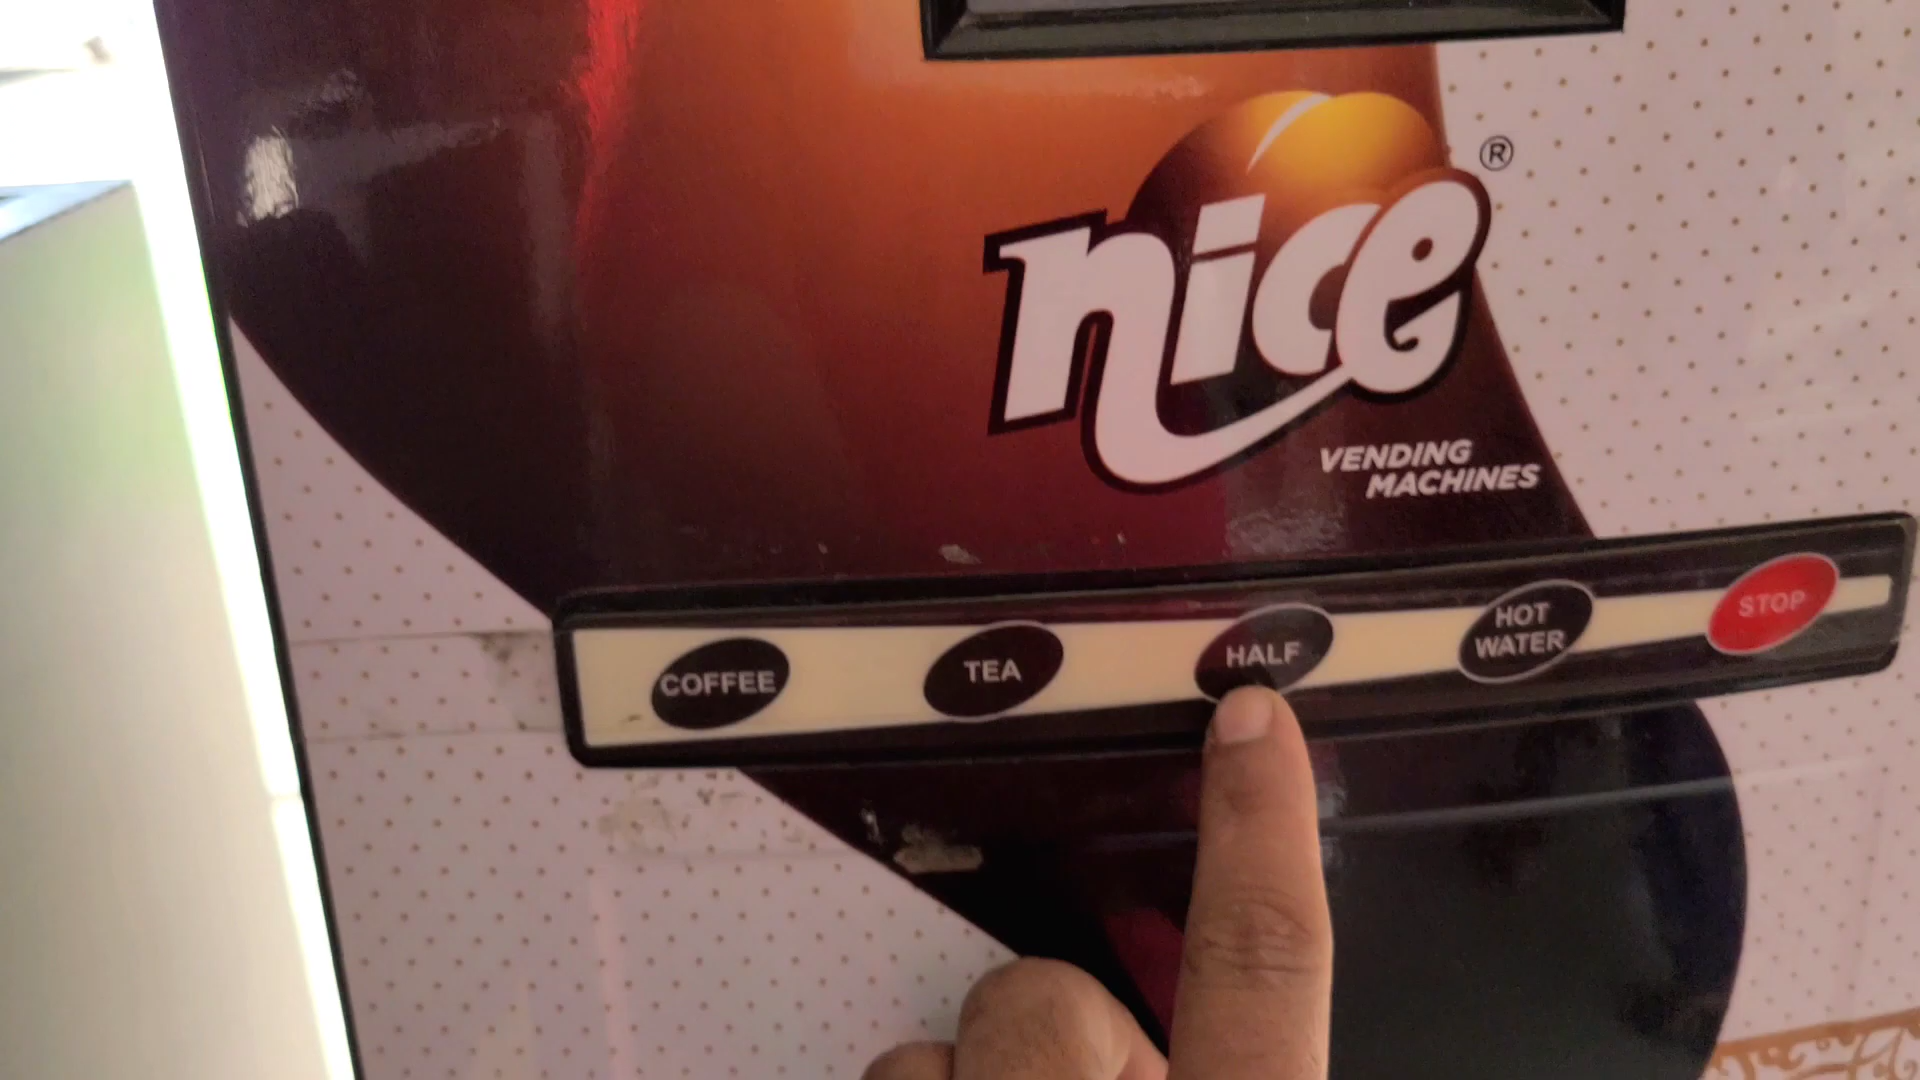 nice ®
VENDING
MACHINES
COFFEE
TEA
HALF
HOT
WATER
STOP